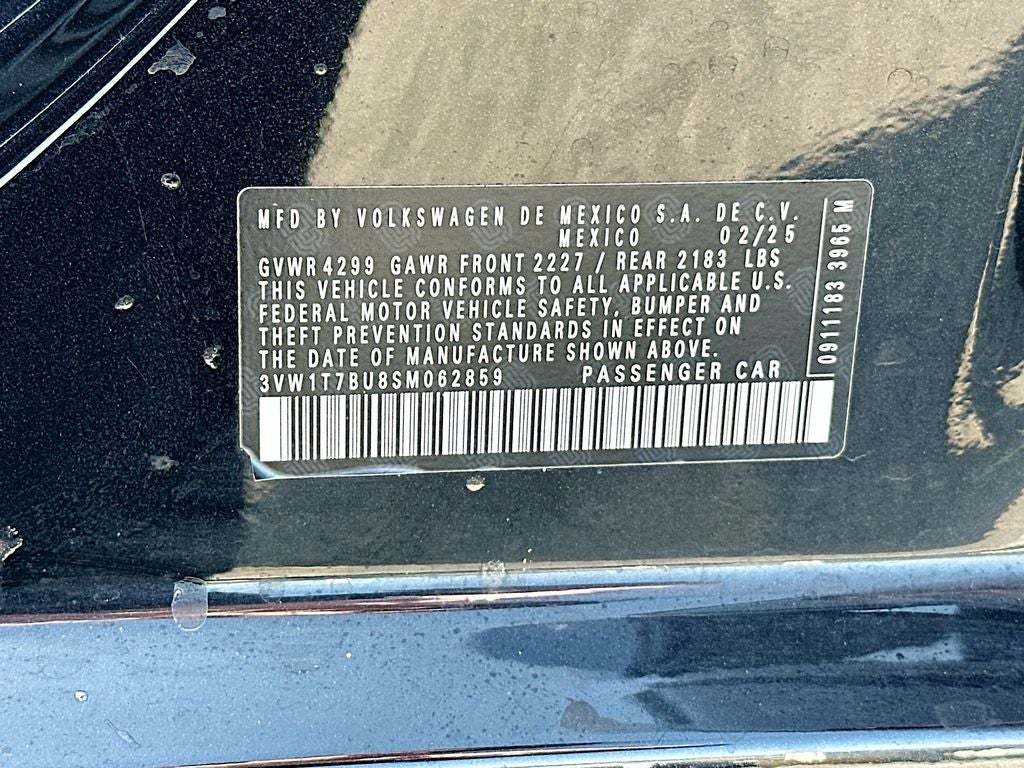 MFD BY VOLKSWAGEN DE MEXICO S.A. DE C.V.
MEXICO 02/25
GVWR 4299 GAWR FRONT 2227 / REAR 2183 LBS
THIS VEHICLE CONFORMS TO ALL APPLICABLE U.S.
FEDERAL MOTOR VEHICLE SAFETY, BUMPER AND
THEFT PREVENTION STANDARDS IN EFFECT ON
THE DATE OF MANUFACTURE SHOWN ABOVE.
3VW1T7BU8SM062859 PASSENGER CAR
0911183 3965 M